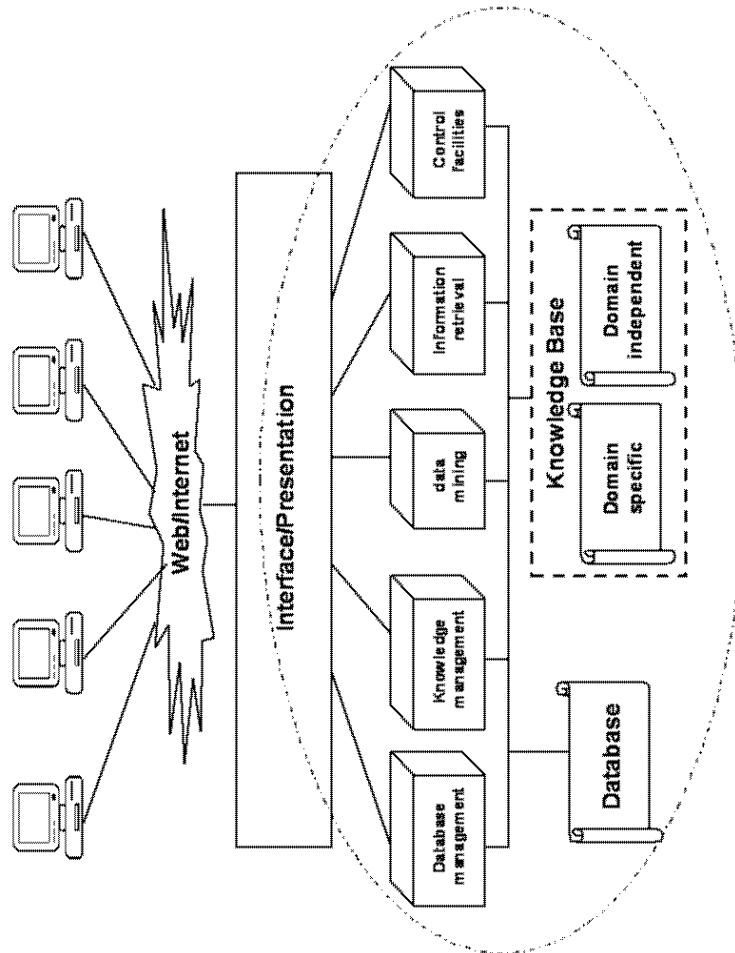 Web/Internet
Interface/Presentation
Database
management
Knowledge
management
data
mining
Information
retrieval
Control
facilities
Database
Knowledge Base
Domain
specific
Domain
independent